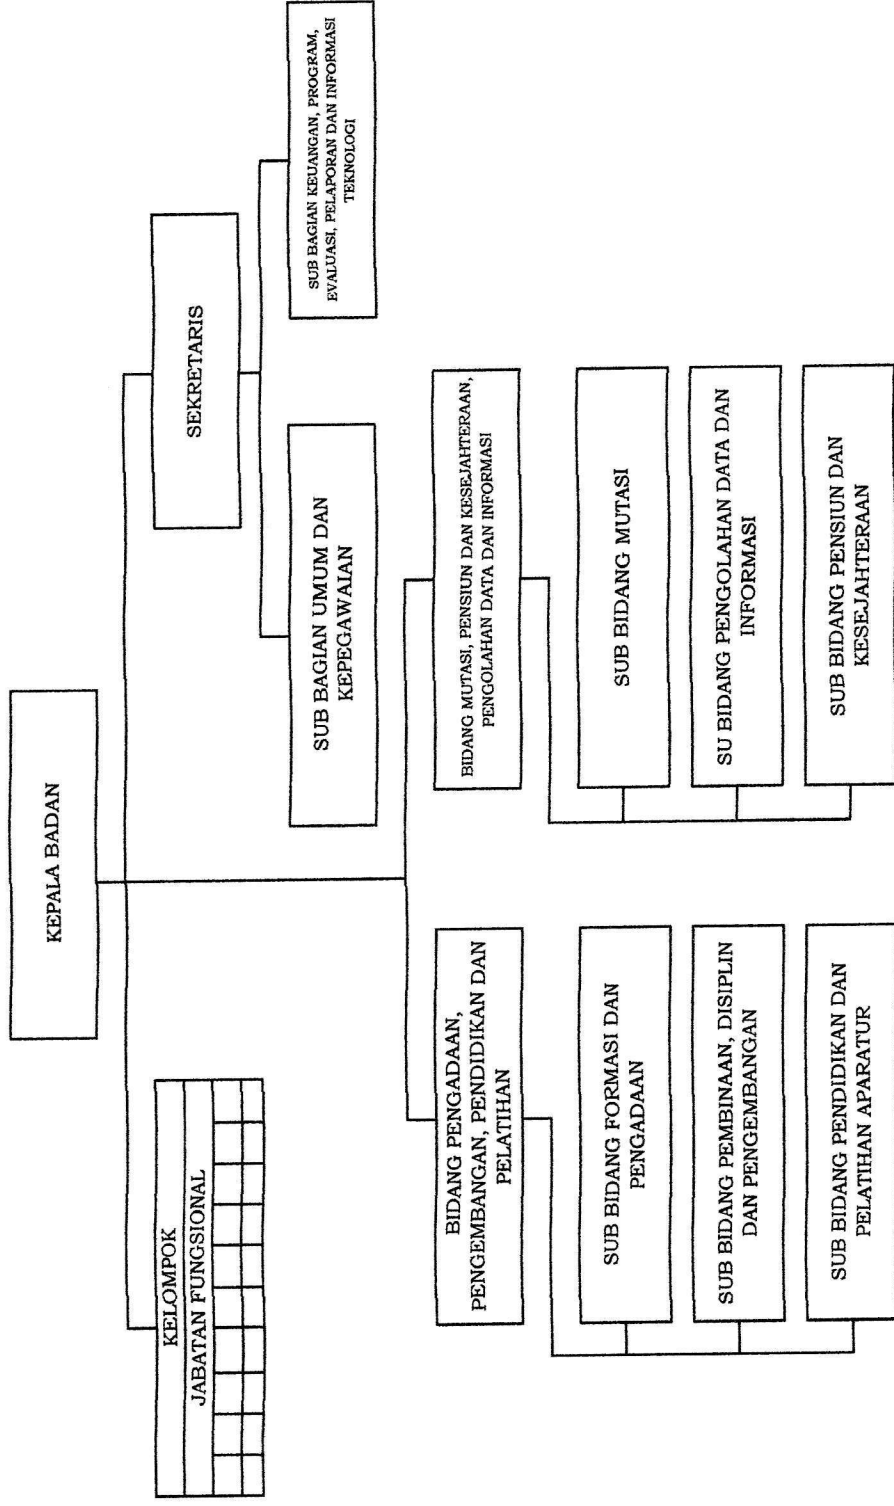 KEPALA BADAN
KELOMPOK
JABATAN FUNGSIONAL
SEKRETARIS
SUB BAGIAN UMUM DAN
KEPEGAWAIAN
SUB BAGIAN KEUANGAN, PROGRAM,
EVALUASI, PELAPORAN DAN INFORMASI
TEKNOLOGI
BIDANG PENGADAAN,
PENGEMBANGAN, PENDIDIKAN DAN
PELATIHAN
SUB BIDANG FORMASI DAN
PENGADAAN
SUB BIDANG PEMBINAAN, DISIPLIN
DAN PENGEMBANGAN
SUB BIDANG PENDIDIKAN DAN
PELATIHAN APARATUR
BIDANG MUTASI, PENSIUN DAN KESEJAHTERAAN,
PENGOLAHAN DATA DAN INFORMASI
SUB BIDANG MUTASI
SU BIDANG PENGOLAHAN DATA DAN
INFORMASI
SUB BIDANG PENSIUN DAN
KESEJAHTERAAN